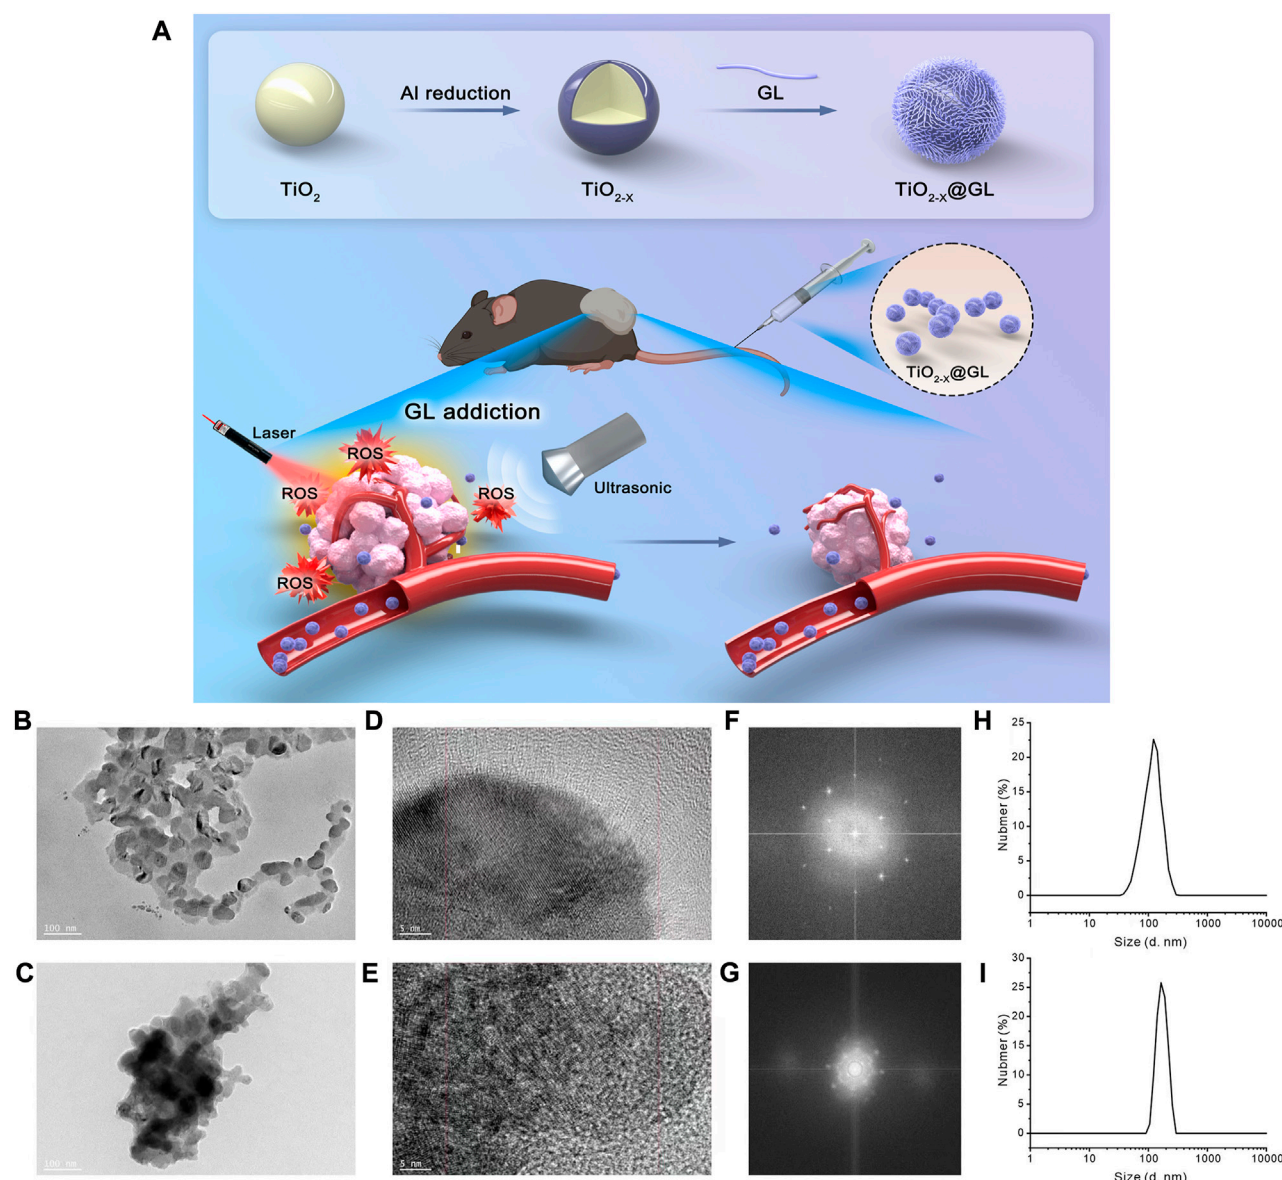 A
Al reduction
GL
TiO2
TiO2-X
TiO2-X@GL
TiO2-X@GL
GL addiction
Laser
ROS
ROS
ROS
Ultrasonic
ROS
B
D
F
H
100 nm
5 nm
25
20
15
10
5
0
Nubmer (%)
1
10
100
1000
10000
Size (d. nm)
C
E
G
I
100 nm
5 nm
30
25
20
15
10
5
0
Nubmer (%)
1
10
100
1000
10000
Size (d. nm)